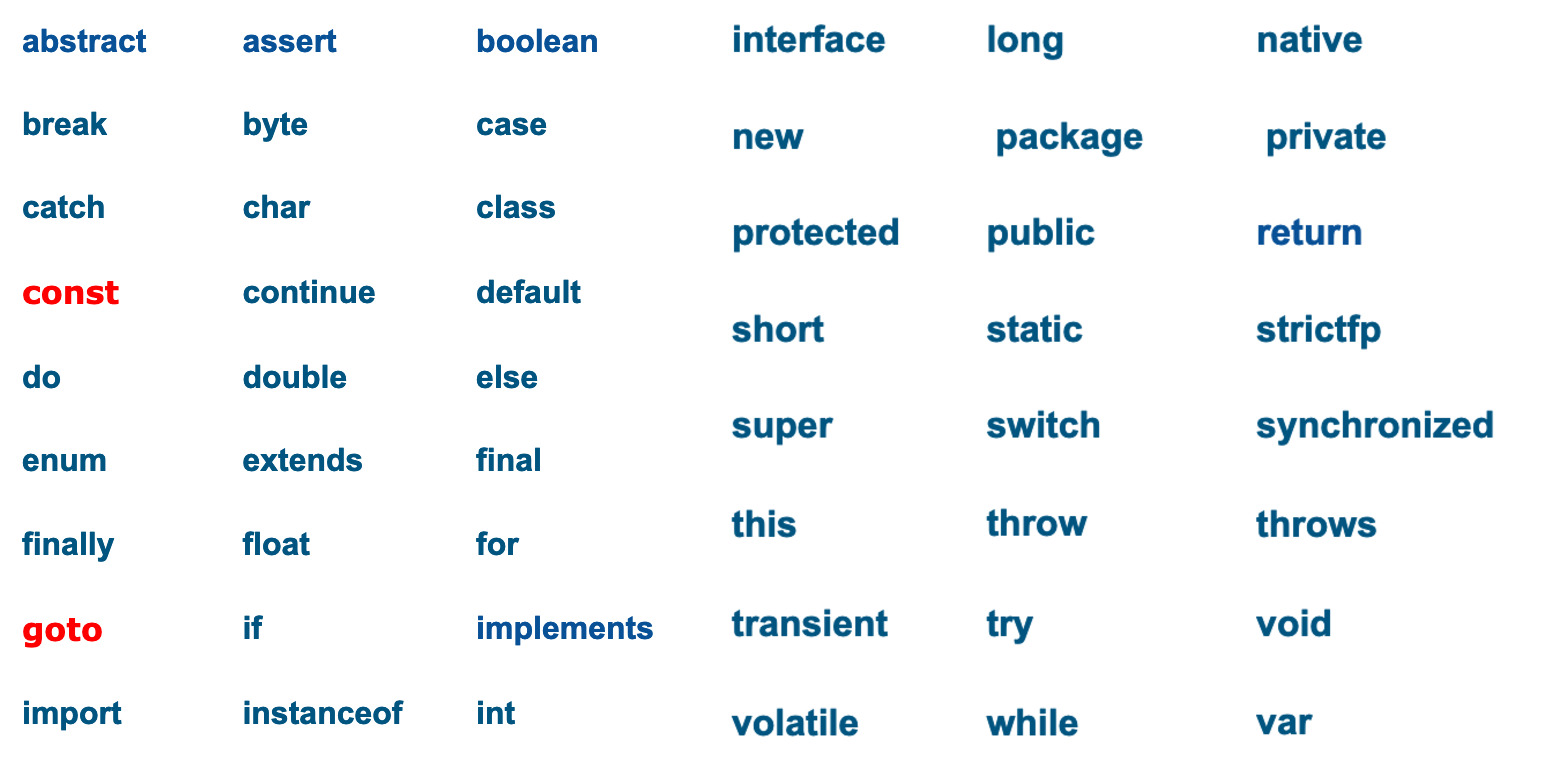 abstract assert boolean
break byte case
catch char class
const continue default
do double else
enum extends final
finally float for
goto if implements
import instanceof int
interface long native
new package private
protected public return
short static strictfp
super switch synchronized
this throw throws
transient try void
volatile while var